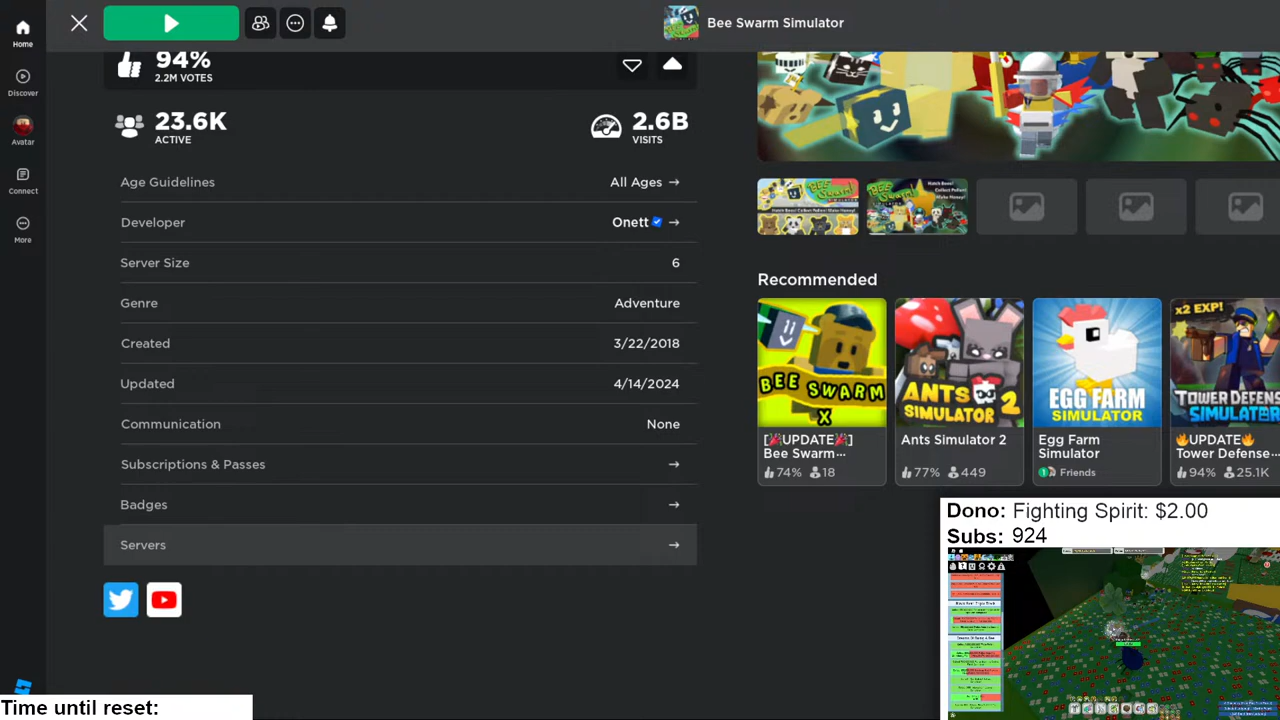 Home
Discover
Avatar
Connect
More
Bee Swarm Simulator
94%
2.2M VOTES
23.6K
ACTIVE
2.6B
VISITS
Age Guidelines
All Ages →
Onett →
Server Size
6
Genre
Adventure
Created
3/22/2018
Updated
4/14/2024
Communication
None
Subscriptions & Passes
→
Badges
→
Servers
→
Recommended
BEE SWARM
X
[🎉UPDATE🎉]
Bee Swarm...
74% 18
ANTS
SIMULATOR 2
Ants Simulator 2
77% 449
EGG FARM
SIMULATOR
Egg Farm
Simulator
1 Friends
x2 EXP!
TOWER DEFENS
SIMULATOR
🔥UPDATE🔥
Tower Defense...
94% 25.1K
Dono: Fighting Spirit: $2.00
Subs: 924
Time until reset: